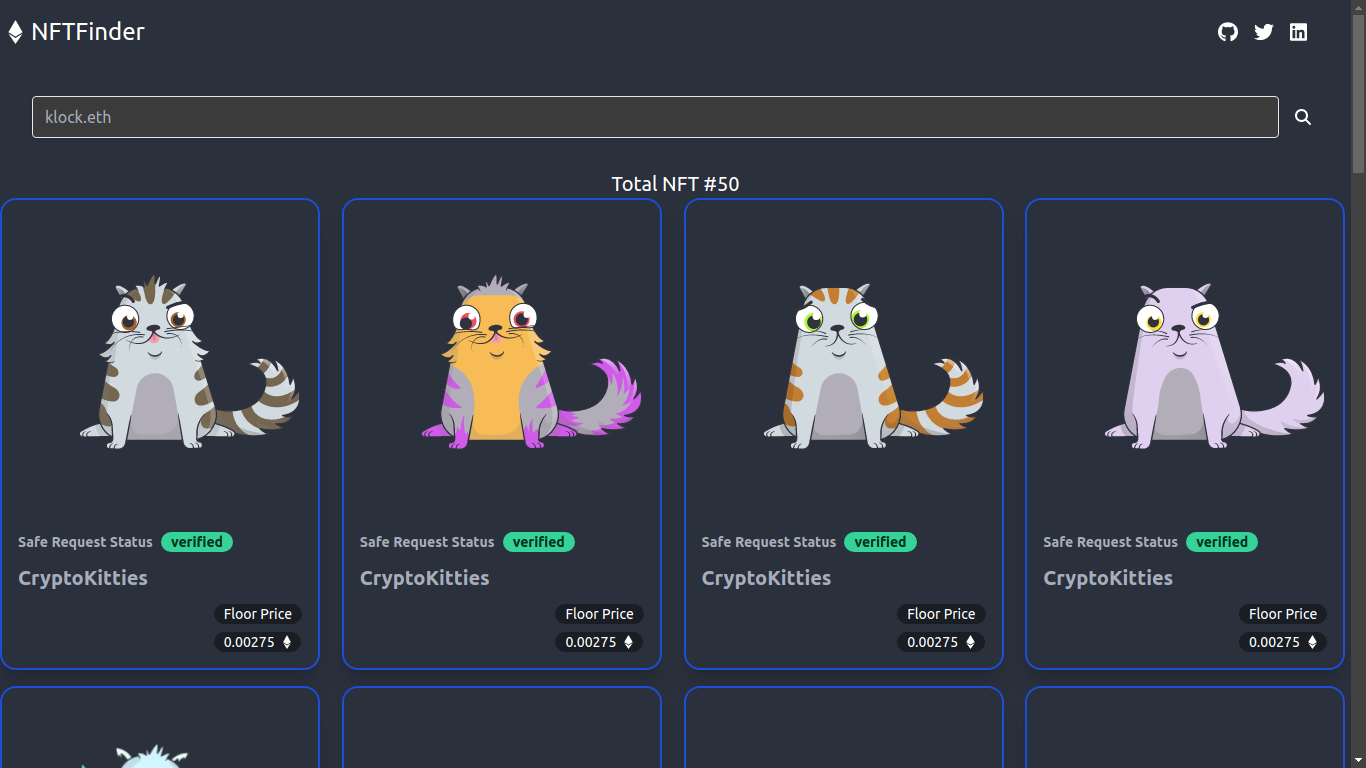 NFTFinder
klock.eth
Total NFT #50
Safe Request Status verified
CryptoKitties
Floor Price
0.00275
Safe Request Status verified
CryptoKitties
Floor Price
0.00275
Safe Request Status verified
CryptoKitties
Floor Price
0.00275
Safe Request Status verified
CryptoKitties
Floor Price
0.00275